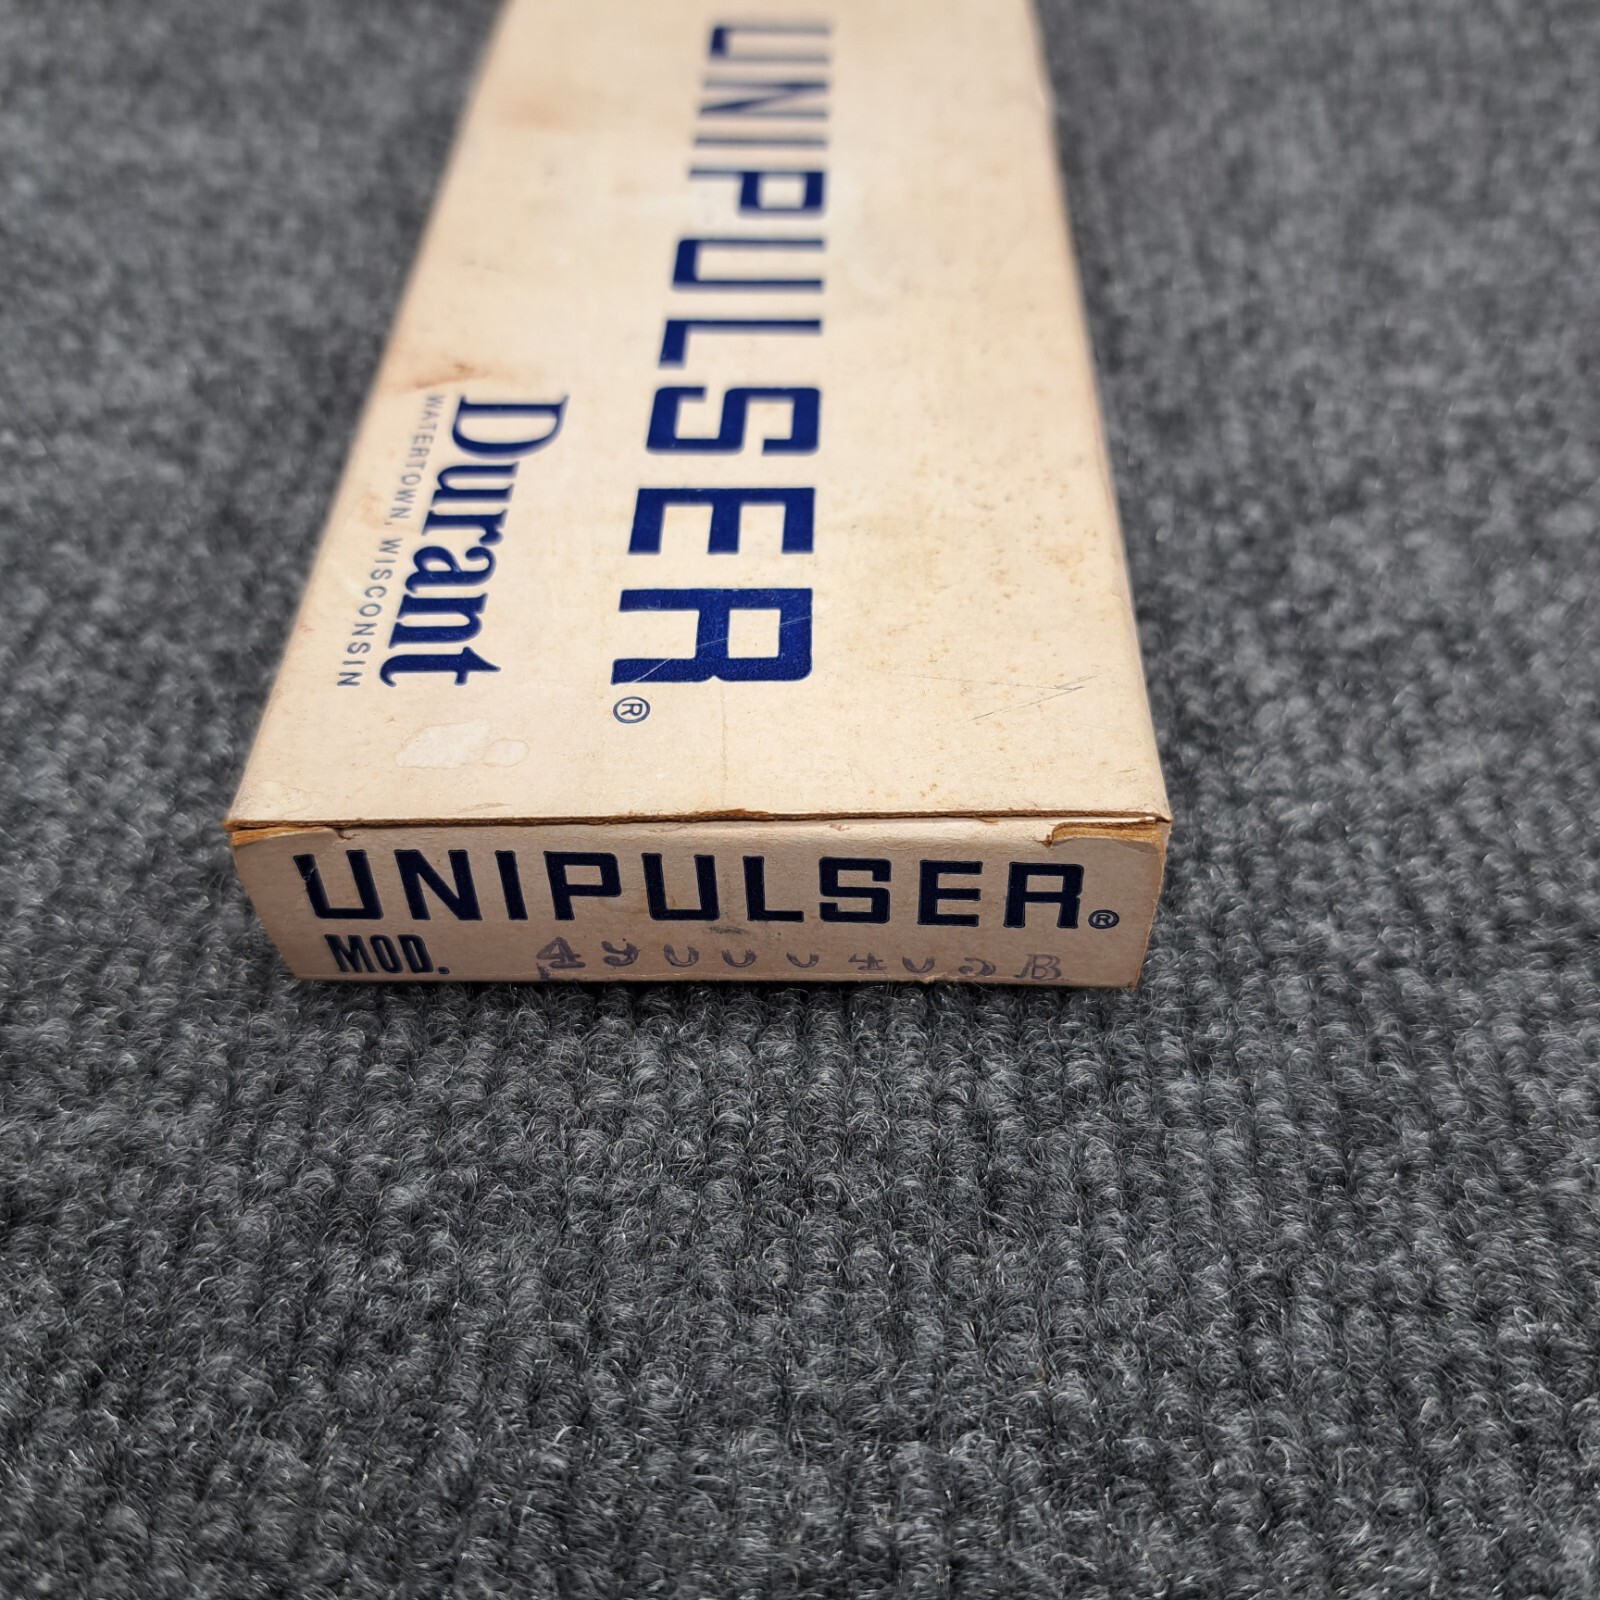 UNIPULSER®
Durant
WATERTOWN, WISCONSIN
UNIPULSER®
MOD.